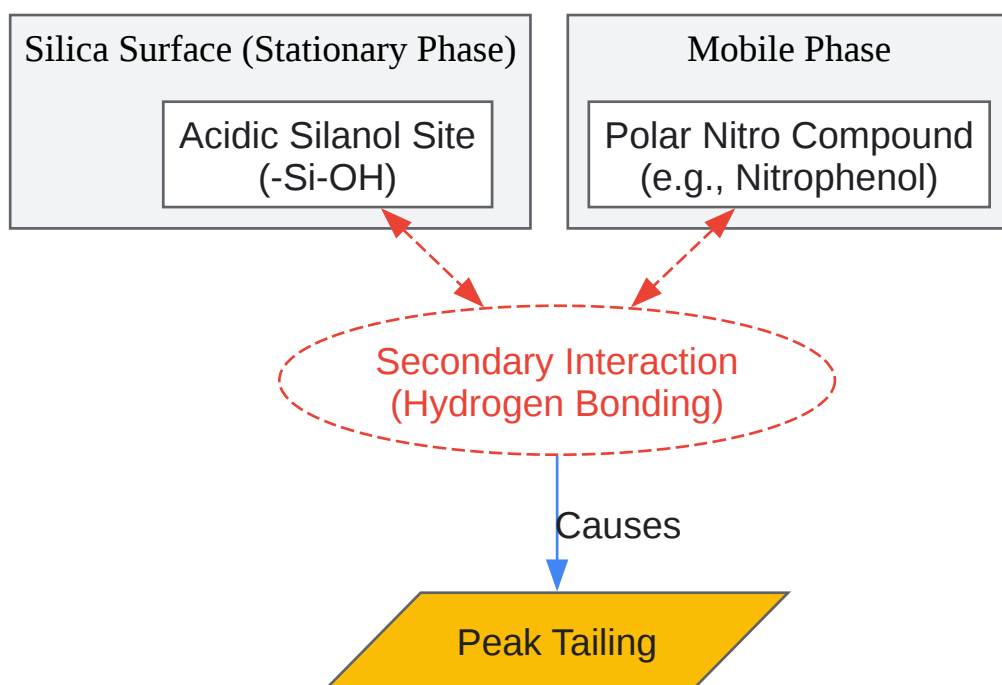 Silica Surface (Stationary Phase)
Mobile Phase
Acidic Silanol Site
(-Si-OH)
Polar Nitro Compound
(e.g., Nitrophenol)
Secondary Interaction
(Hydrogen Bonding)
Causes
Peak Tailing